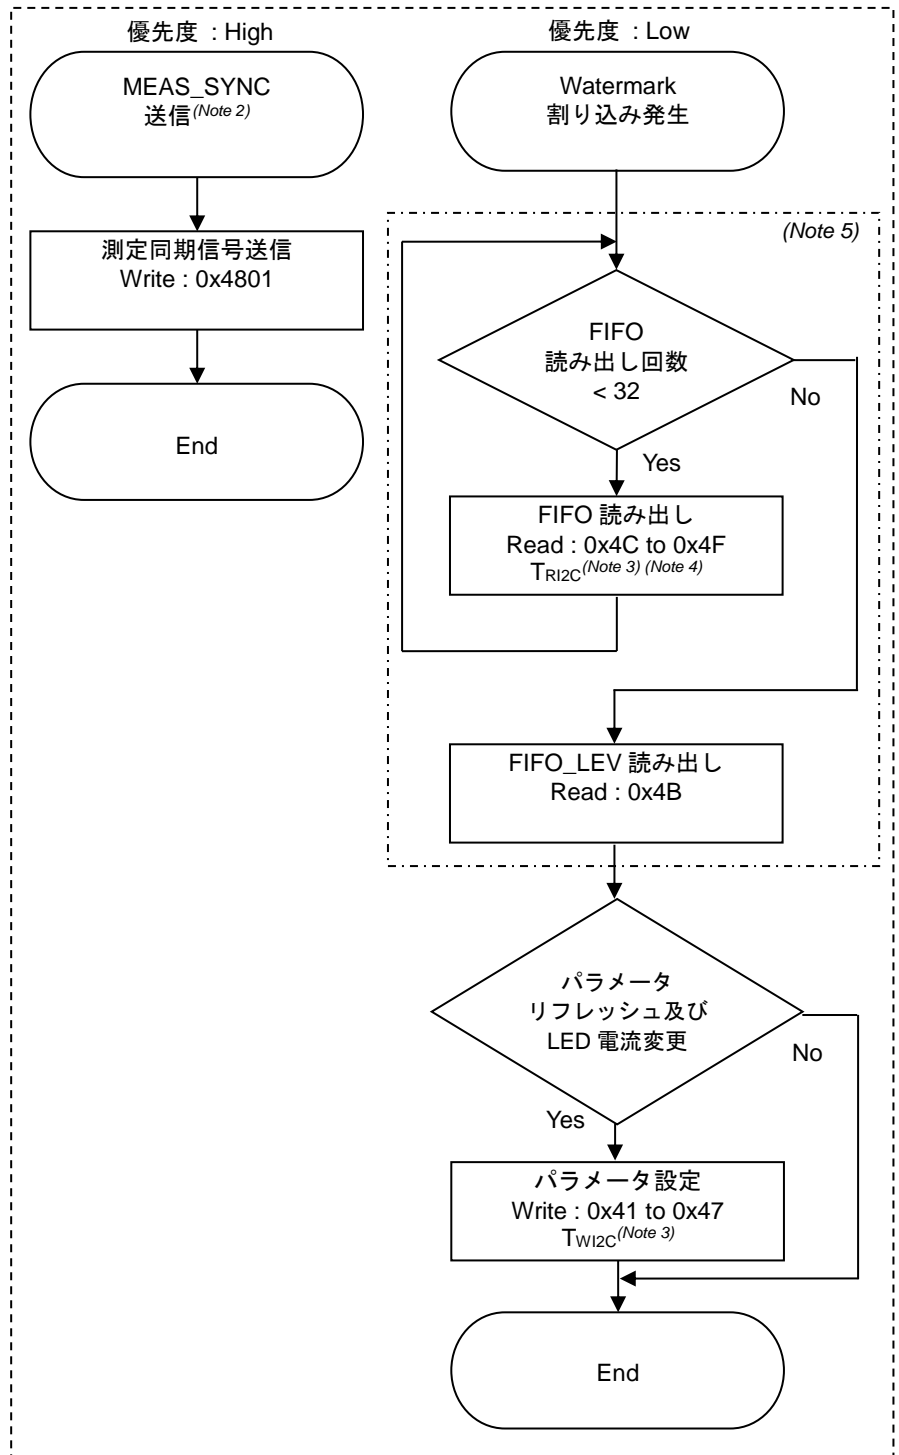 優先度 : High
MEAS_SYNC
送信(Note 2)
測定同期信号送信
Write : 0x4801
End
優先度 : Low
Watermark
割り込み発生
(Note 5)
FIFO
読み出し回数
< 32
No
Yes
FIFO 読み出し
Read : 0x4C to 0x4F
TRI2C(Note 3) (Note 4)
FIFO_LEV 読み出し
Read : 0x4B
パラメータ
リフレッシュ及び
LED 電流変更
No
Yes
パラメータ設定
Write : 0x41 to 0x47
TWI2C(Note 3)
End